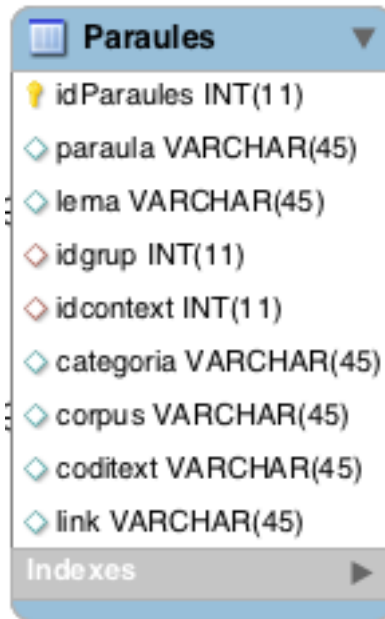 Paraules
idParaules INT(11)
paraula VARCHAR(45)
lema VARCHAR(45)
idgrup INT(11)
idcontext INT(11)
categoria VARCHAR(45)
corpus VARCHAR(45)
coditext VARCHAR(45)
link VARCHAR(45)
Indexes